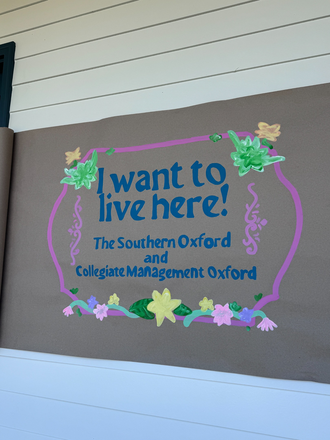 I want to
live here!
The Southern Oxford
and
Collegiate Management Oxford